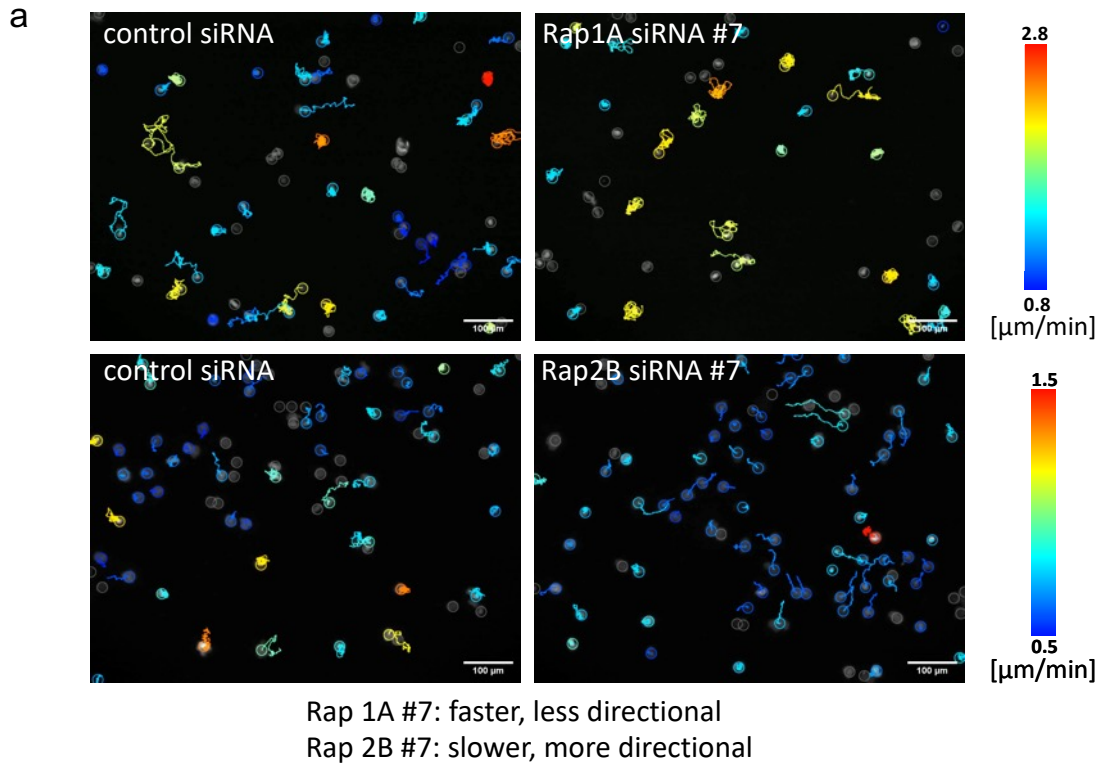 a
control siRNA
Rap1A siRNA #7
2.8
100 µm
100 µm
0.8
[µm/min]
control siRNA
Rap2B siRNA #7
1.5
100 µm
100 µm
0.5
[µm/min]
Rap 1A #7: faster, less directional
Rap 2B #7: slower, more directional